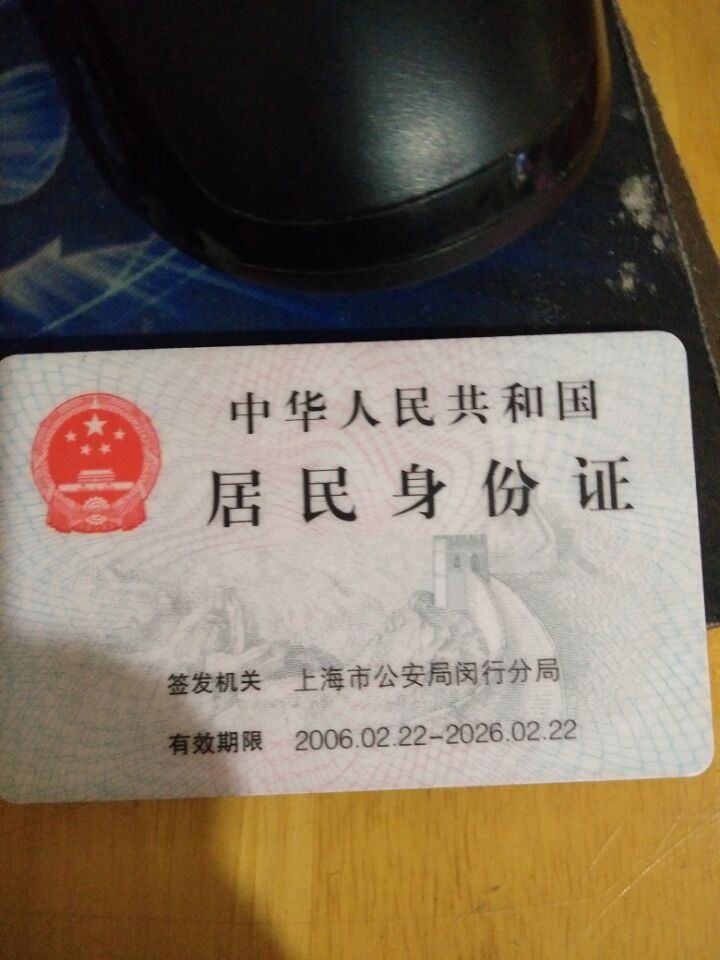 中华人民共和国
居民身份证
签发机关 上海市公安局闵行分局
有效期限 2006.02.22-2026.02.22